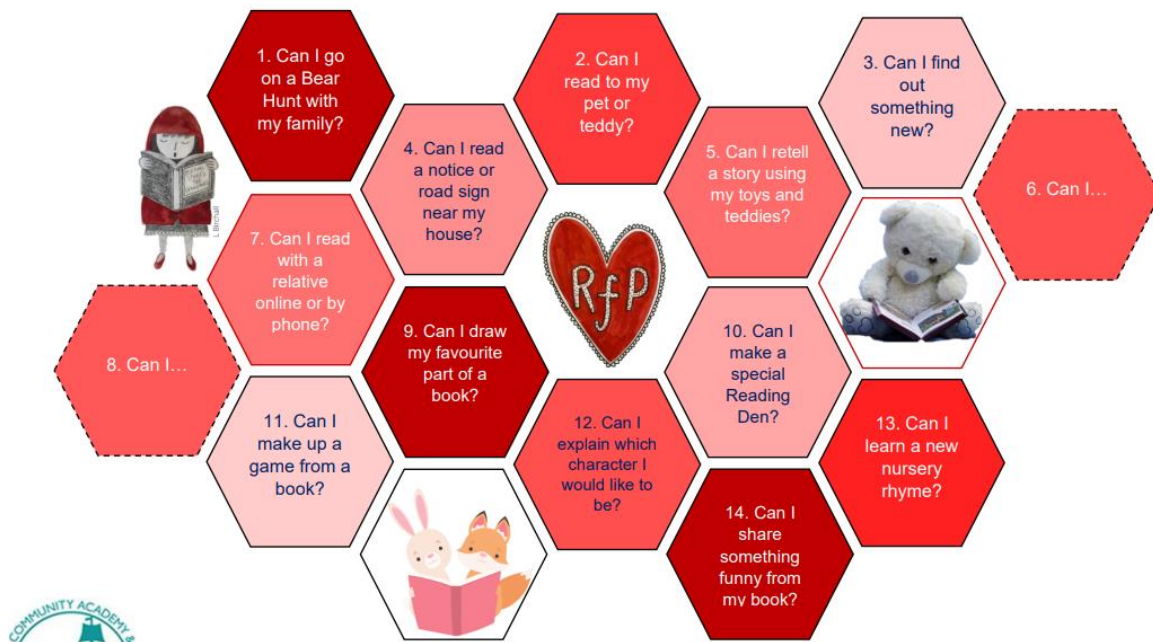 1. Can I go
on a Bear
Hunt with
my family?
2. Can I
read to my
pet or
teddy?
3. Can I find
out
something
new?
4. Can I read
a notice or
road sign
near my
house?
5. Can I retell
a story using
my toys and
teddies?
6. Can I…
L Birchall
7. Can I read
with a
relative
online or by
phone?
RfP
8. Can I…
9. Can I draw
my favourite
part of a
book?
10. Can I
make a
special
Reading
Den?
11. Can I
make up a
game from a
book?
12. Can I
explain which
character I
would like to
be?
13. Can I
learn a new
nursery
rhyme?
14. Can I
share
something
funny from
my book?
COMMUNITY ACADEMY &